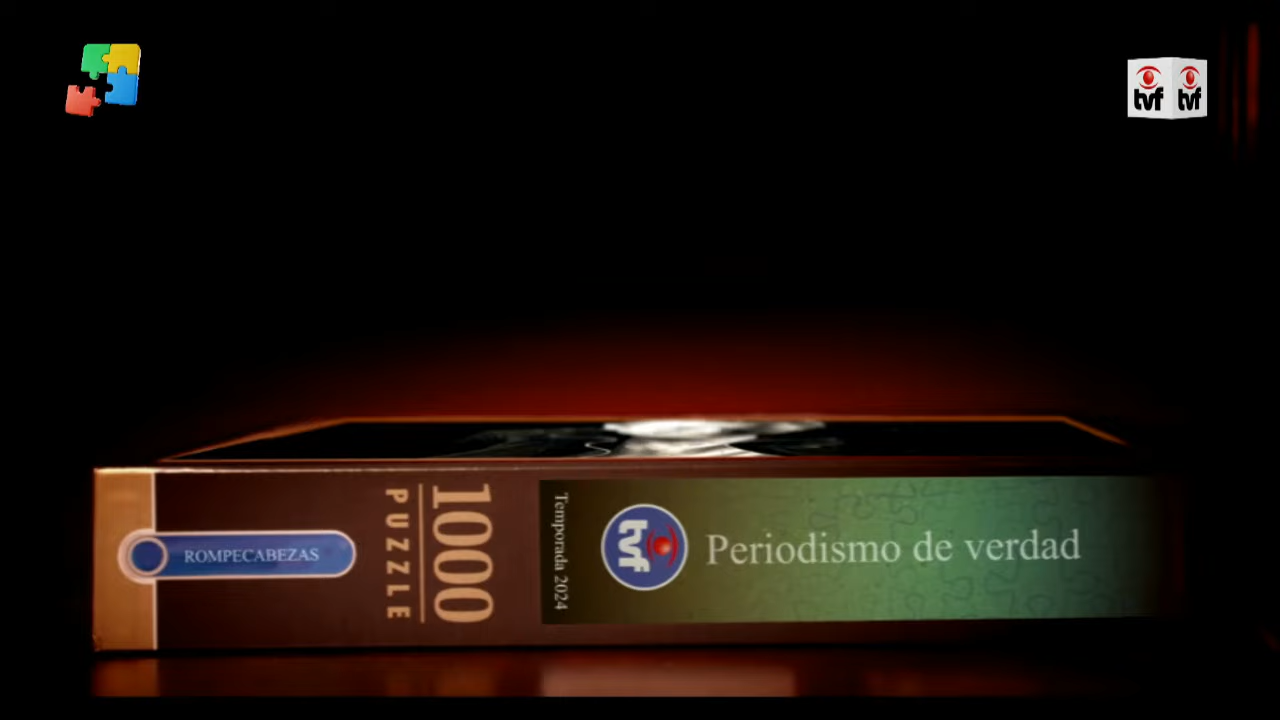 tvf tvf
ROMPECABEZAS
1000
PUZZLE
Temporada 2024
tvf
Periodismo de verdad